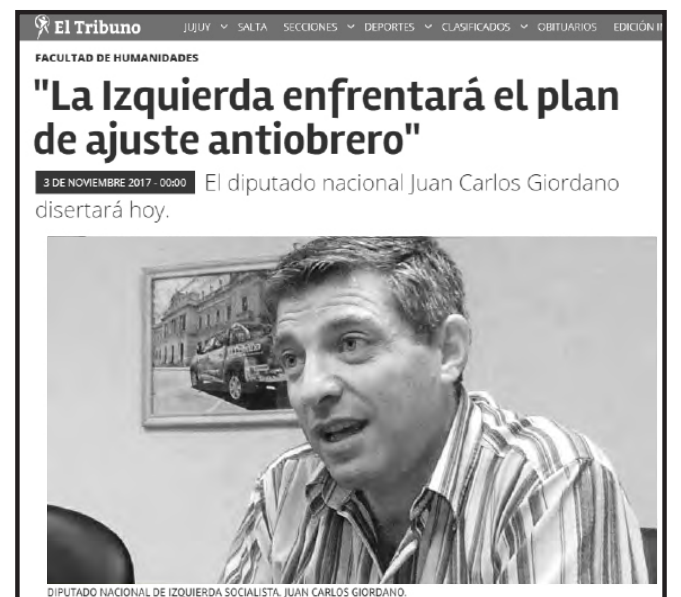 El Tribuno JUJUY SALTA SECCIONES DEPORTES CLASIFICADOS OBITUARIOS EDICIÓN
FACULTAD DE HUMANIDADES
"La Izquierda enfrentará el plan
de ajuste antiobrero"
3 DE NOVIEMBRE 2017 - 00:00 El diputado nacional Juan Carlos Giordano
disertará hoy.
DIPUTADO NACIONAL DE IZQUIERDA SOCIALISTA. JUAN CARLOS GIORDANO.